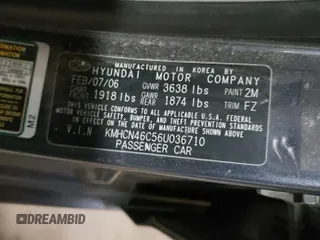 MANUFACTURED IN KOREA BY
HYUNDAI MOTOR COMPANY
FEB/07/06 GVWR 3638 lbs PAINT 2M
GAWR FRONT 1918 lbs GAWR REAR 1874 lbs TRIM FZ
THIS VEHICLE CONFORMS TO ALL APPLICABLE U.S.A FEDERAL
MOTOR VEHICLE SAFETY, BUMPER, AND THEFT PREVENTION
STANDARDS IN EFFECT ON THE DATE OF MANUFACTURE
SHOWN ABOVE.
V.I.N KMHCN46C56U036710
PASSENGER CAR
M2
INFORMATION
DREAMBID